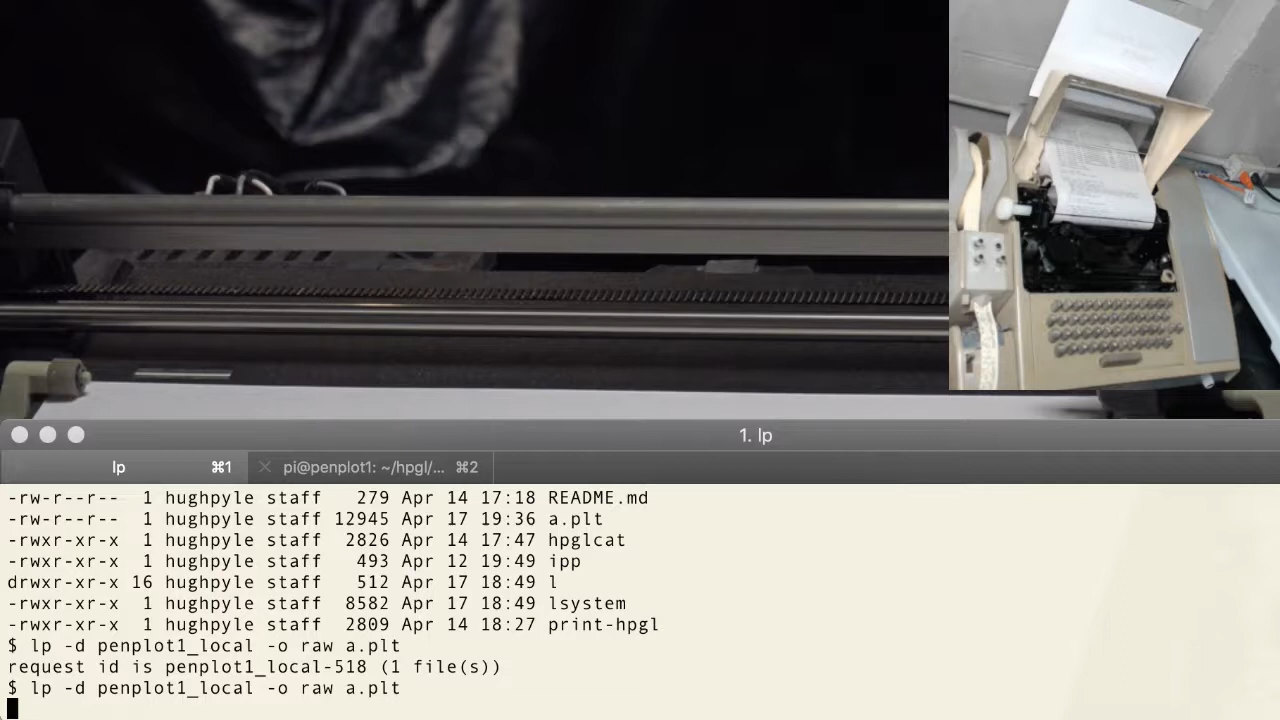 1. lp
lp ⌘1 pi@penplot1: ~/hpgl/... ⌘2
-rw-r--r--  1 hughpyle staff   279 Apr 14 17:18 README.md
-rw-r--r--  1 hughpyle staff 12945 Apr 17 19:36 a.plt
-rwxr-xr-x  1 hughpyle staff  2826 Apr 14 17:47 hpglcat
-rwxr-xr-x  1 hughpyle staff   493 Apr 12 19:49 ipp
drwxr-xr-x 16 hughpyle staff   512 Apr 17 18:49 l
-rwxr-xr-x  1 hughpyle staff  8582 Apr 17 18:49 lsystem
-rwxr-xr-x  1 hughpyle staff  2809 Apr 14 18:27 print-hpgl
$ lp -d penplot1_local -o raw a.plt
request id is penplot1_local-518 (1 file(s))
$ lp -d penplot1_local -o raw a.plt